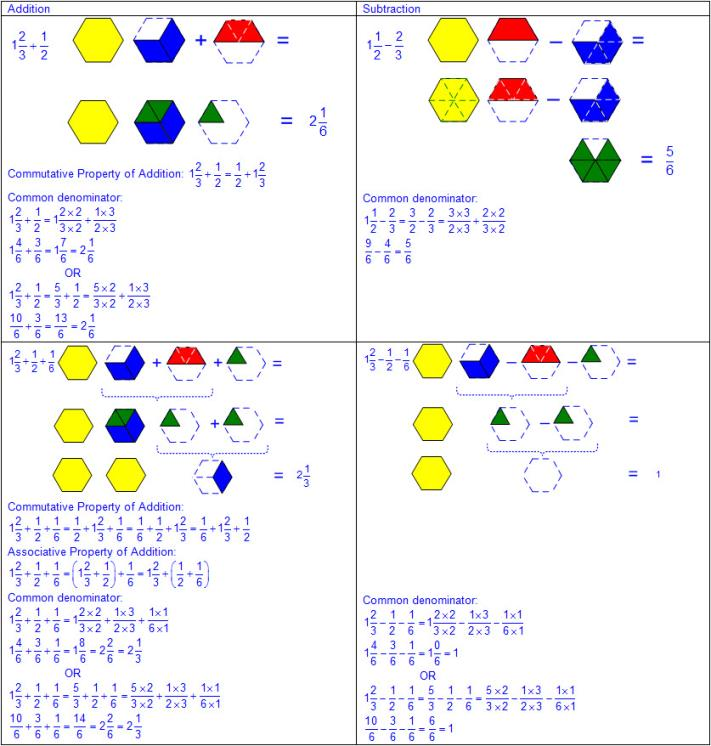 Addition
1 2/3 + 1/2 + =
= 2 1/6
Commutative Property of Addition: 1 2/3 + 1/2 = 1/2 + 1 2/3
Common denominator:
1 2/3 + 1/2 = 1 (2×2)/(3×2) + (1×3)/(2×3)
1 4/6 + 3/6 = 1 7/6 = 2 1/6
OR
1 2/3 + 1/2 = 5/3 + 1/2 = (5×2)/(3×2) + (1×3)/(2×3)
10/6 + 3/6 = 13/6 = 2 1/6
Subtraction
1 1/2 − 2/3 − =
−
= 5/6
Common denominator:
1 1/2 − 2/3 = 3/2 − 2/3 = (3×3)/(2×3) + (2×2)/(3×2)
9/6 − 4/6 = 5/6
1 2/3 + 1/2 + 1/6 + + =
+ =
= 2 1/3
Commutative Property of Addition:
1 2/3 + 1/2 + 1/6 = 1/2 + 1 2/3 + 1/6 = 1/6 + 1/2 + 1 2/3 = 1/6 + 1 2/3 + 1/2
Associative Property of Addition:
1 2/3 + 1/2 + 1/6 = (1 2/3 + 1/2) + 1/6 = 1 2/3 + (1/2 + 1/6)
Common denominator:
1 2/3 + 1/2 + 1/6 = 1 (2×2)/(3×2) + (1×3)/(2×3) + (1×1)/(6×1)
1 4/6 + 3/6 + 1/6 = 1 8/6 = 2 2/6 = 2 1/3
OR
1 2/3 + 1/2 + 1/6 = 5/3 + 1/2 + 1/6 = (5×2)/(3×2) + (1×3)/(2×3) + (1×1)/(6×1)
10/6 + 3/6 + 1/6 = 14/6 = 2 2/6 = 2 1/3
1 2/3 − 1/2 − 1/6 − − =
− =
= 1
Common denominator:
1 2/3 − 1/2 − 1/6 = 1 (2×2)/(3×2) − (1×3)/(2×3) − (1×1)/(6×1)
1 4/6 − 3/6 − 1/6 = 1 0/6 = 1
OR
1 2/3 − 1/2 − 1/6 = 5/3 − 1/2 − 1/6 = (5×2)/(3×2) − (1×3)/(2×3) − (1×1)/(6×1)
10/6 − 3/6 − 1/6 = 6/6 = 1